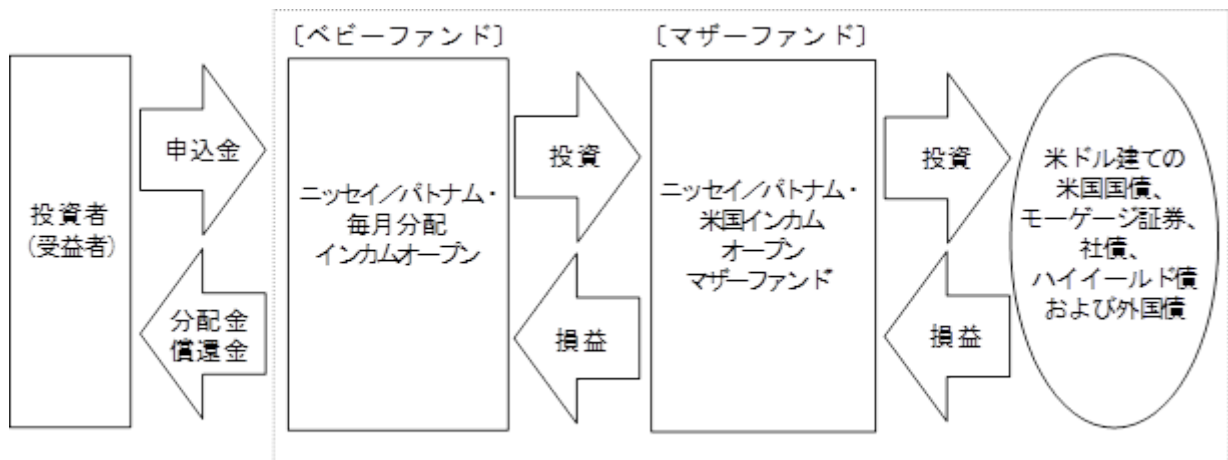 〔ベビーファンド〕
〔マザーファンド〕
投資者
(受益者)
申込金
分配金
償還金
ニッセイ／パトナム・
毎月分配
インカムオープン
投資
損益
ニッセイ／パトナム・
米国インカム
オープン
マザーファンド
投資
損益
米ドル建ての
米国国債、
モーゲージ証券、
社債、
ハイイールド債
および外国債